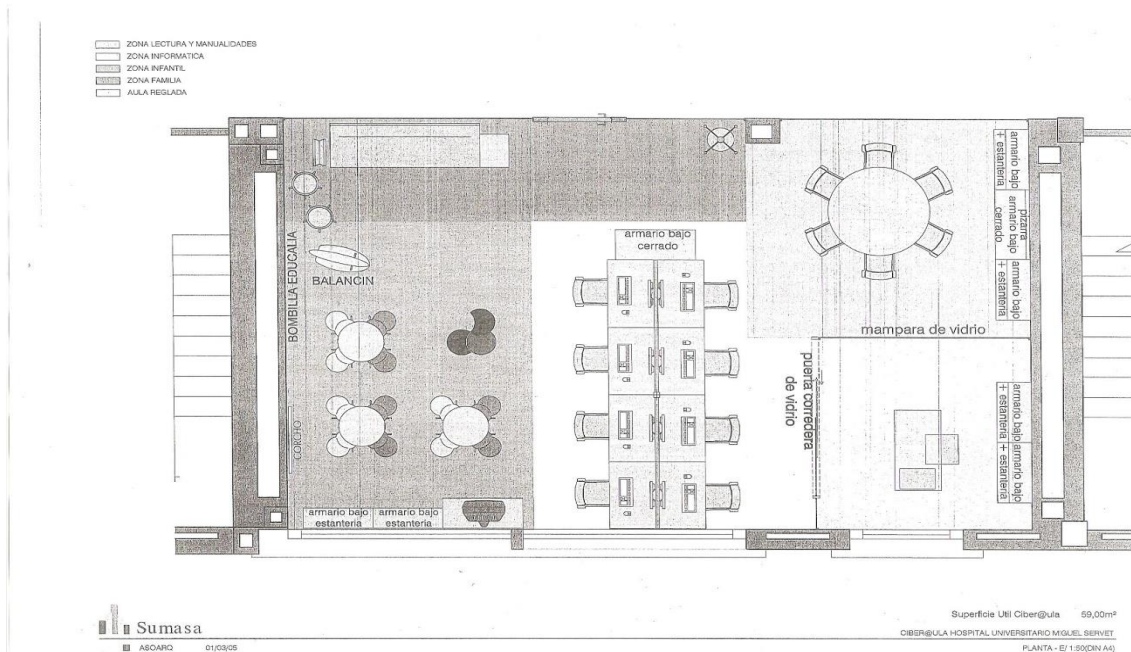 ZONA LECTURA Y MANUALIDADES
ZONA INFORMATICA
ZONA INFANTIL
ZONA FAMILIA
AULA REGLADA
armario bajo
+ estanteria
pizarra
armario bajo
cerrado
armario bajo
+ estanteria
armario bajo
cerrado
BOMBILLA EDUCALIA
BALANCIN
mampara de vidrio
puerta corredera
de vidrio
armario bajo
+ estanteria
armario bajo
+ estanteria
CORCHO
armario bajo
estanteria
armario bajo
estanteria
Sumasa
ASOARQ 01/03/05
Superficie Util Ciber@ula 59,00m²
CIBER@ULA HOSPITAL UNIVERSITARIO MIGUEL SERVET
PLANTA - E/ 1:50(DIN A4)